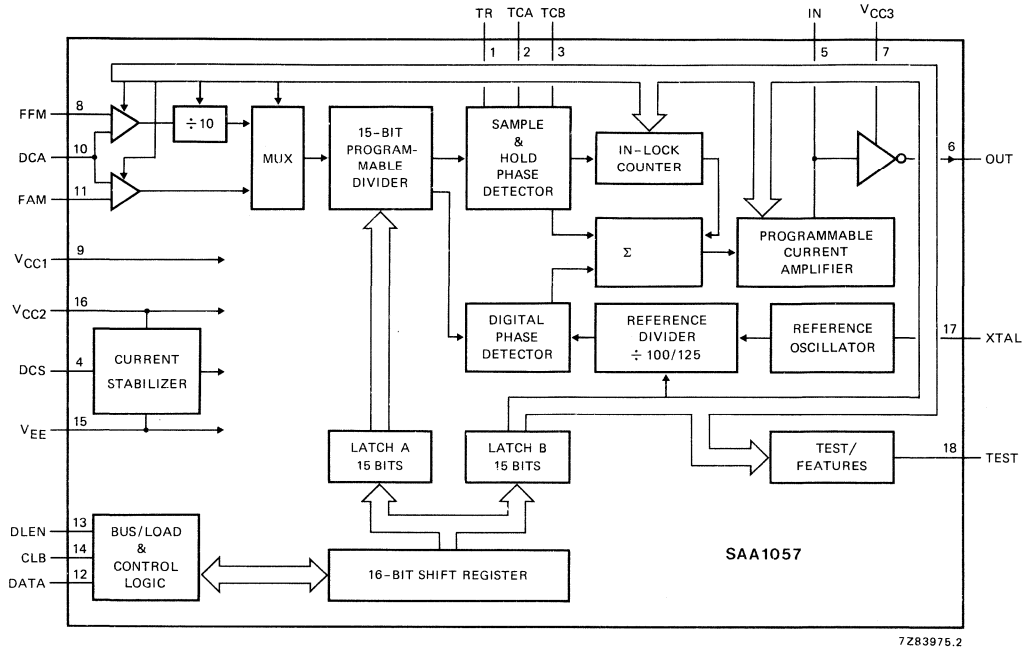 TR TCA TCB IN VCC3
1 2 3 5 7
FFM 8
DCA 10
FAM 11
÷10
MUX
15-BIT
PROGRAM-
MABLE
DIVIDER
SAMPLE
&
HOLD
PHASE
DETECTOR
IN-LOCK
COUNTER
6 OUT
Σ
PROGRAMMABLE
CURRENT
AMPLIFIER
VCC1 9
VCC2 16
DCS 4
VEE 15
CURRENT
STABILIZER
DIGITAL
PHASE
DETECTOR
REFERENCE
DIVIDER
÷ 100/125
REFERENCE
OSCILLATOR
17 XTAL
LATCH A
15 BITS
LATCH B
15 BITS
TEST/
FEATURES
18 TEST
DLEN 13
CLB 14
DATA 12
BUS/LOAD
&
CONTROL
LOGIC
16-BIT SHIFT REGISTER
SAA1057
7Z83975.2